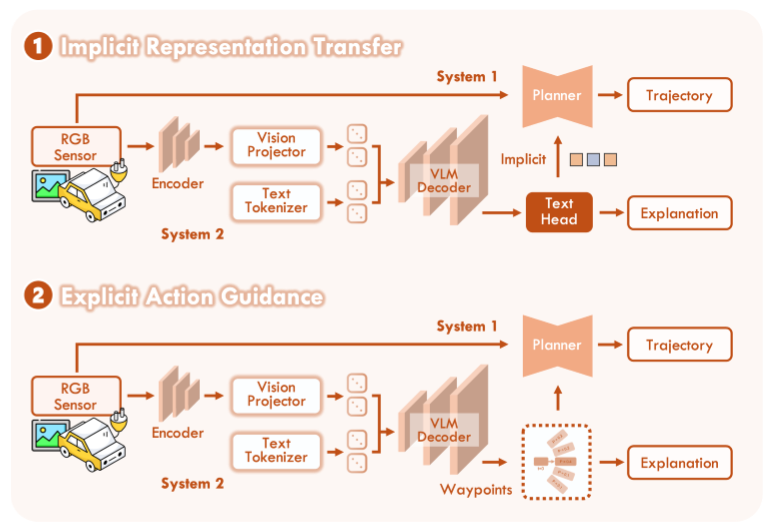 1 Implicit Representation Transfer
System 1
RGB
Sensor
Encoder
Vision
Projector
Text
Tokenizer
System 2
VLM
Decoder
Planner
Trajectory
Implicit
Text
Head
Explanation
2 Explicit Action Guidance
System 1
RGB
Sensor
Encoder
Vision
Projector
Text
Tokenizer
System 2
VLM
Decoder
Planner
Trajectory
Waypoints
Explanation